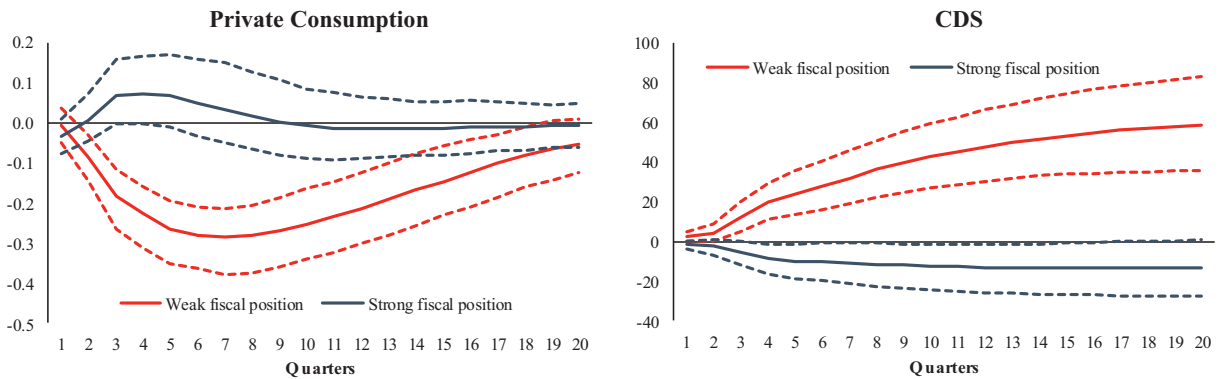 Private Consumption
0.2
0.1
0.0
-0.1
-0.2
-0.3
-0.4
-0.5
Weak fiscal position Strong fiscal position
1 2 3 4 5 6 7 8 9 10 11 12 13 14 15 16 17 18 19 20
Quarters
CDS
100
80
60
40
20
0
-20
-40
Weak fiscal position Strong fiscal position
1 2 3 4 5 6 7 8 9 10 11 12 13 14 15 16 17 18 19 20
Quarters